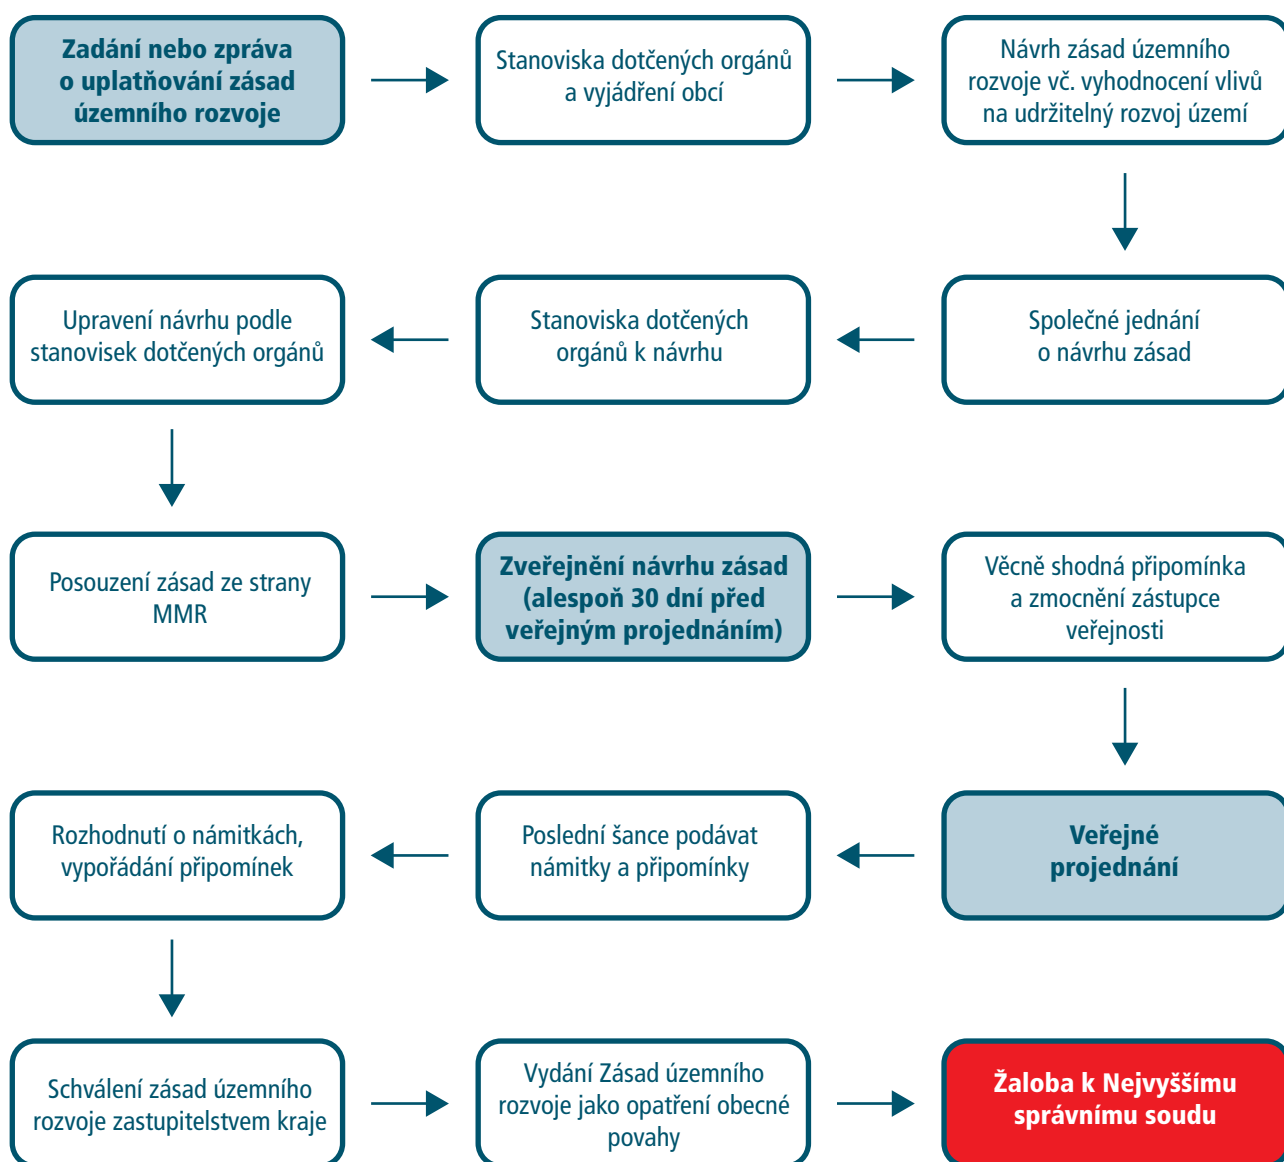 Zadání nebo zpráva
o uplatňování zásad
územního rozvoje
Stanoviska dotčených orgánů
a vyjádření obcí
Návrh zásad územního
rozvoje vč. vyhodnocení vlivů
na udržitelný rozvoj území
Společné jednání
o návrhu zásad
Stanoviska dotčených
orgánů k návrhu
Upravení návrhu podle
stanovisek dotčených orgánů
Posouzení zásad ze strany
MMR
Zveřejnění návrhu zásad
(alespoň 30 dní před
veřejným projednáním)
Věcně shodná připomínka
a zmocnění zástupce
veřejnosti
Veřejné
projednání
Poslední šance podávat
námitky a připomínky
Rozhodnutí o námitkách,
vypořádání připomínek
Schválení zásad územního
rozvoje zastupitelstvem kraje
Vydání Zásad územního
rozvoje jako opatření obecné
povahy
Žaloba k Nejvyššímu
správnímu soudu